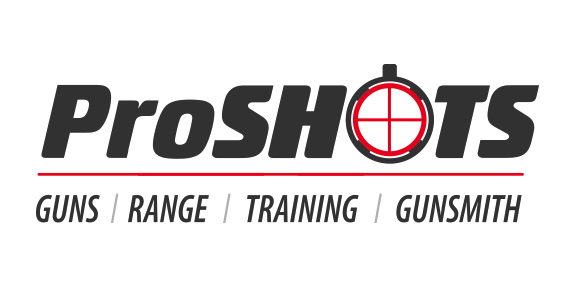 ProSHOTS
GUNS / RANGE / TRAINING / GUNSMITH